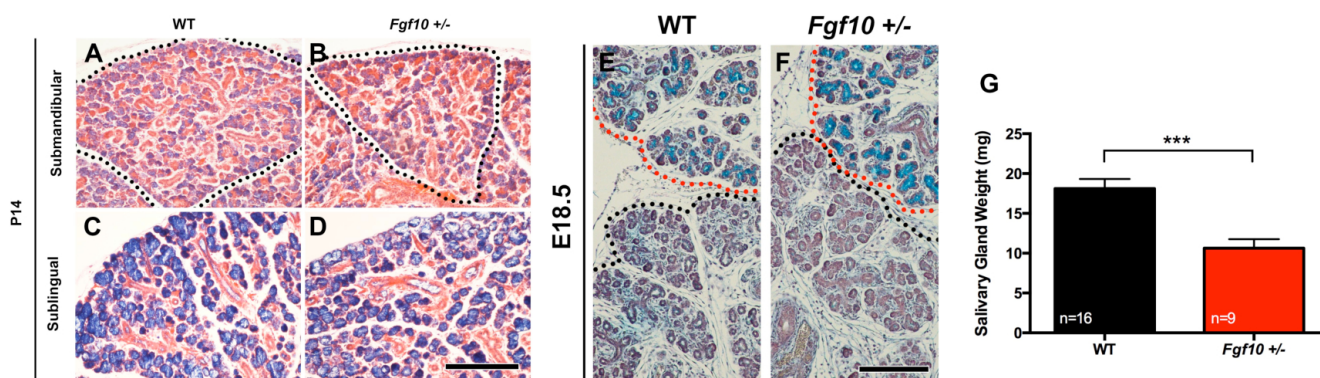 WT
Fgf10 +/-
P14
Submandibular
A
B
Sublingual
C
D
WT
Fgf10 +/-
E18.5
E
F
G
Salivary Gland Weight (mg)
25
20
15
10
5
0
***
n=16
n=9
WT
Fgf10 +/-